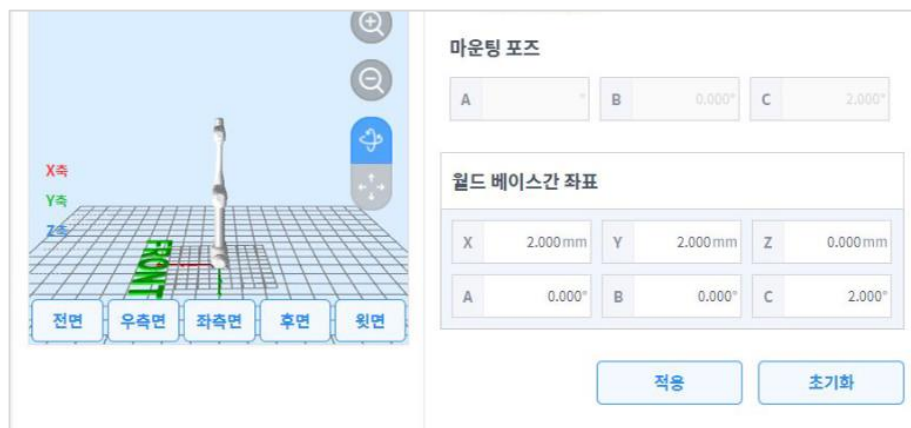 X축
Y축
Z축
FRONT
전면
우측면
좌측면
후면
윗면
마운팅 포즈
A °
B 0.000°
C 2.000°
월드 베이스간 좌표
X 2.000mm
Y 2.000mm
Z 0.000mm
A 0.000°
B 0.000°
C 2.000°
적용
초기화